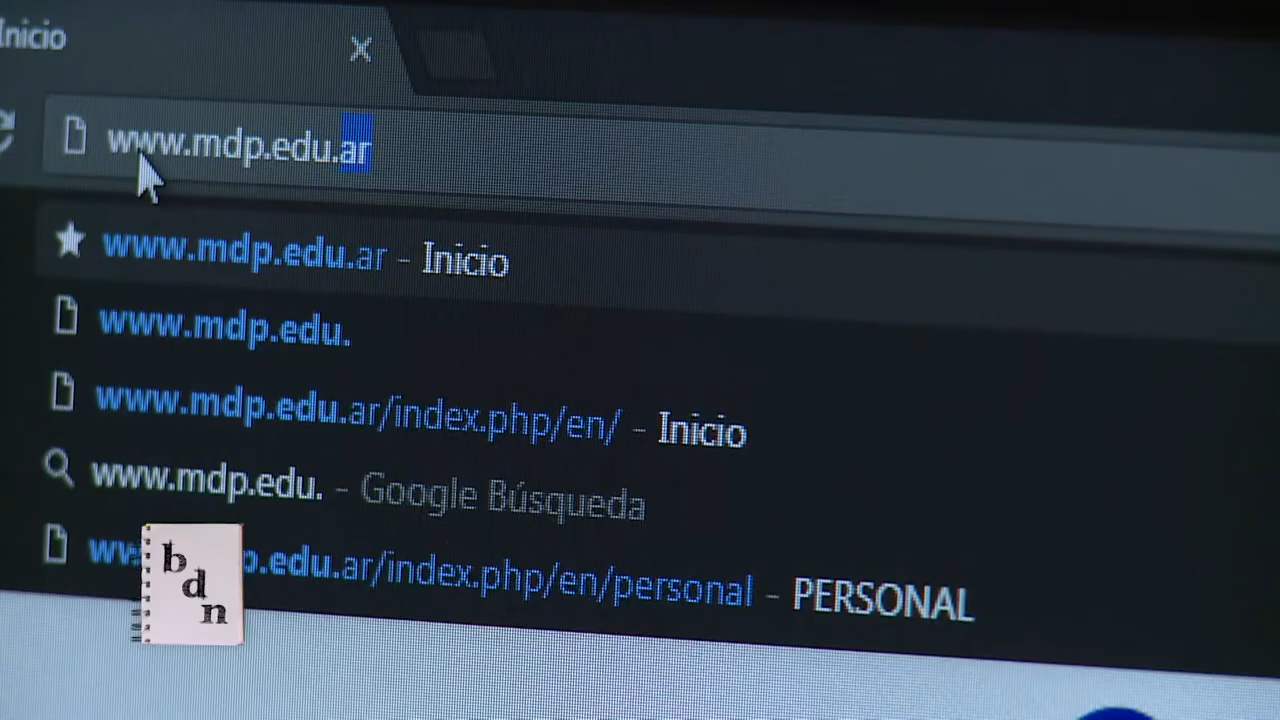 Inicio
www.mdp.edu.ar
www.mdp.edu.ar - Inicio
www.mdp.edu.
www.mdp.edu.ar/index.php/en/ - Inicio
www.mdp.edu. - Google Búsqueda
p.edu.ar/index.php/en/personal - PERSONAL
b
d
n